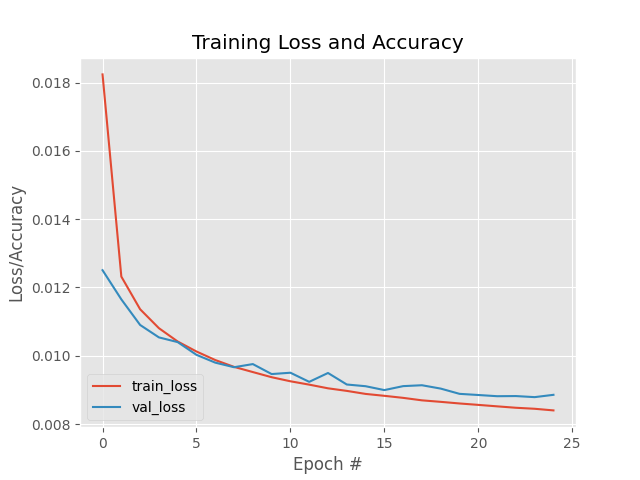 Training Loss and Accuracy
Loss/Accuracy
0.018
0.016
0.014
0.012
0.010
0.008
train_loss
val_loss
0 5 10 15 20 25
Epoch #